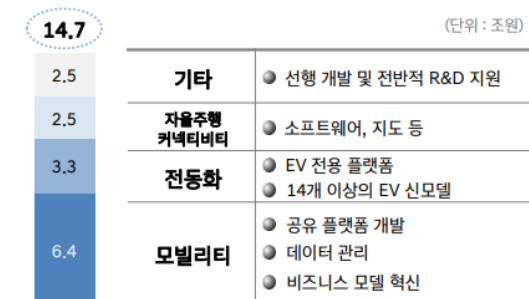 14.7
(단위 : 조원)
2.5
기타
선행 개발 및 전반적 R&D 지원
2.5
자율주행
커넥티비티
소프트웨어, 지도 등
3.3
전동화
EV 전용 플랫폼
14개 이상의 EV 신모델
6.4
모빌리티
공유 플랫폼 개발
데이터 관리
비즈니스 모델 혁신